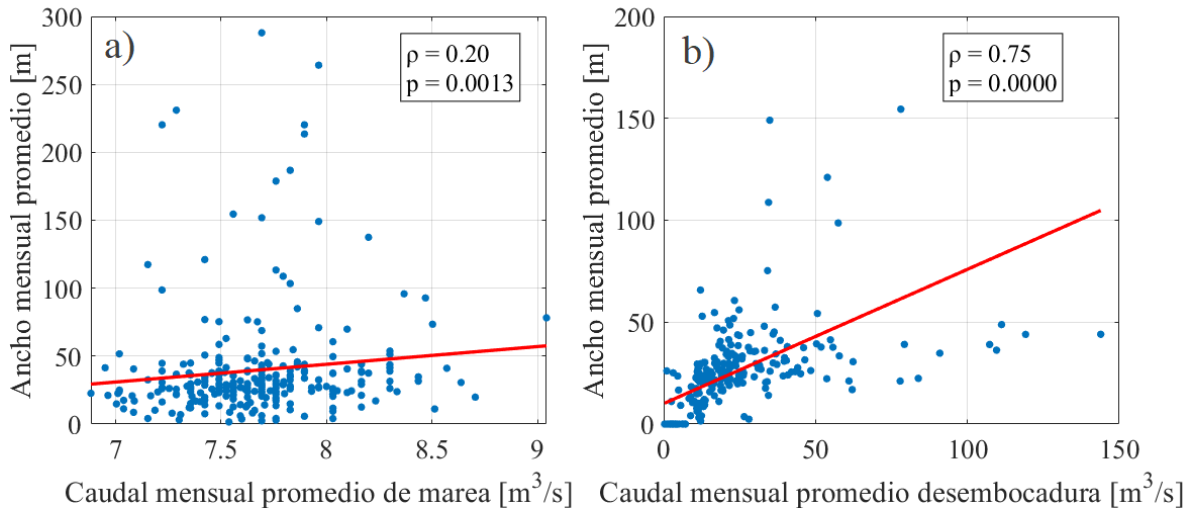 a)
ρ = 0.20
p = 0.0013
Ancho mensual promedio [m]
300
250
200
150
100
50
0
7
7.5
8
8.5
9
Caudal mensual promedio de marea [m³/s]
b)
ρ = 0.75
p = 0.0000
Ancho mensual promedio [m]
200
150
100
50
0
0
50
100
150
Caudal mensual promedio desembocadura [m³/s]